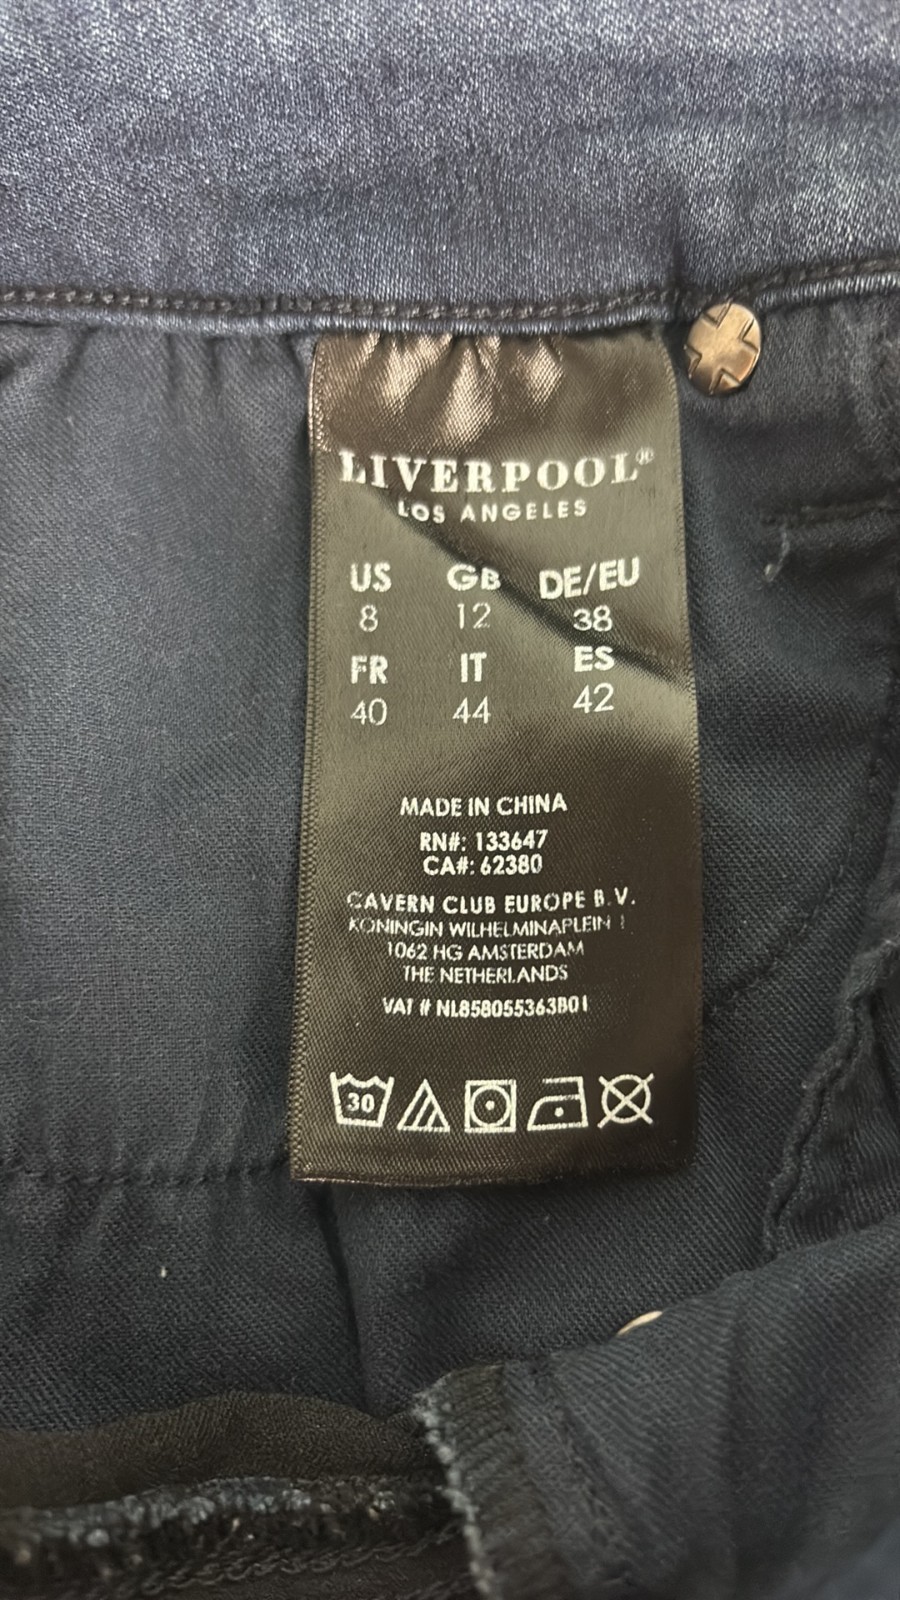 LIVERPOOL®
LOS ANGELES
US GB DE/EU
8 12 38
FR IT ES
40 44 42
MADE IN CHINA
RN#: 133647
CA#: 62380
CAVERN CLUB EUROPE B.V.
KONINGIN WILHELMINAPLEIN 1
1062 HG AMSTERDAM
THE NETHERLANDS
VAT # NL858055363B01
30